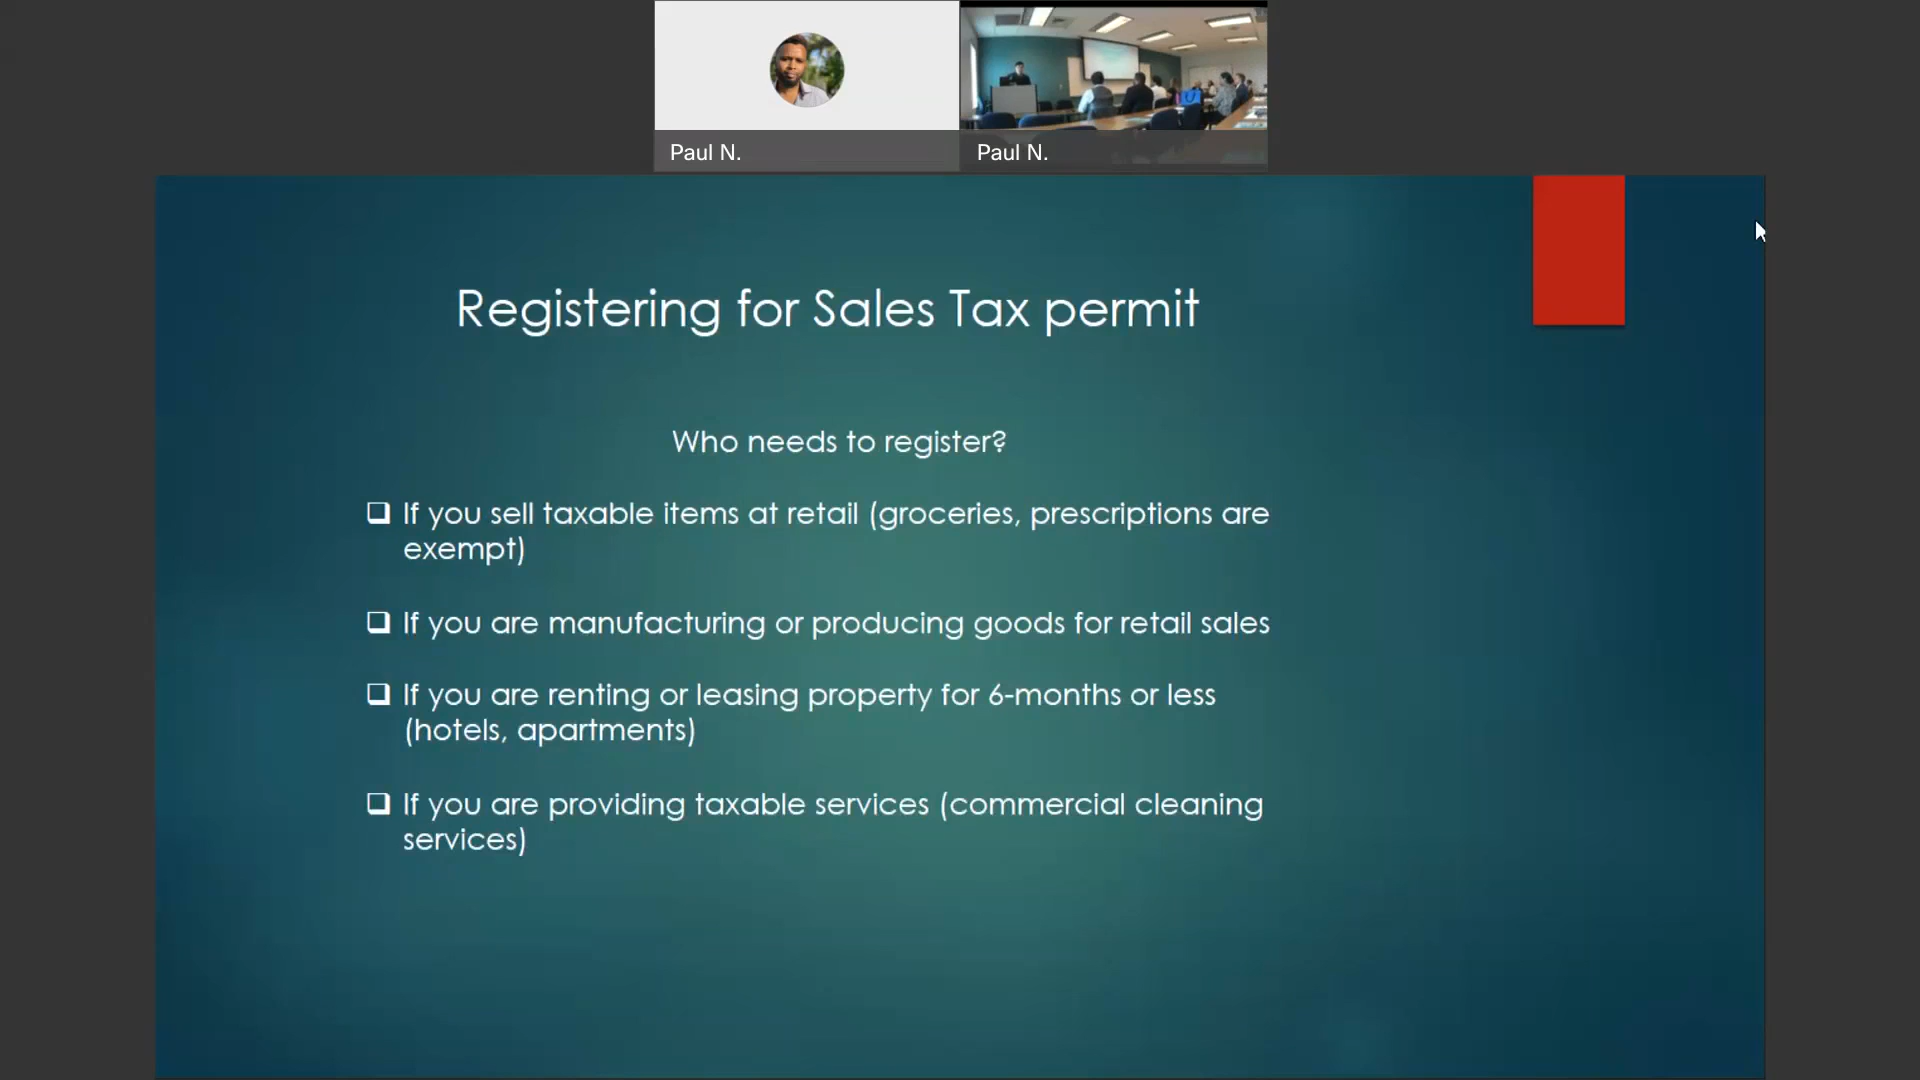 Paul N.
Paul N.
Registering for Sales Tax permit
Who needs to register?
❑ If you sell taxable items at retail (groceries, prescriptions are
exempt)
❑ If you are manufacturing or producing goods for retail sales
❑ If you are renting or leasing property for 6-months or less
(hotels, apartments)
❑ If you are providing taxable services (commercial cleaning
services)